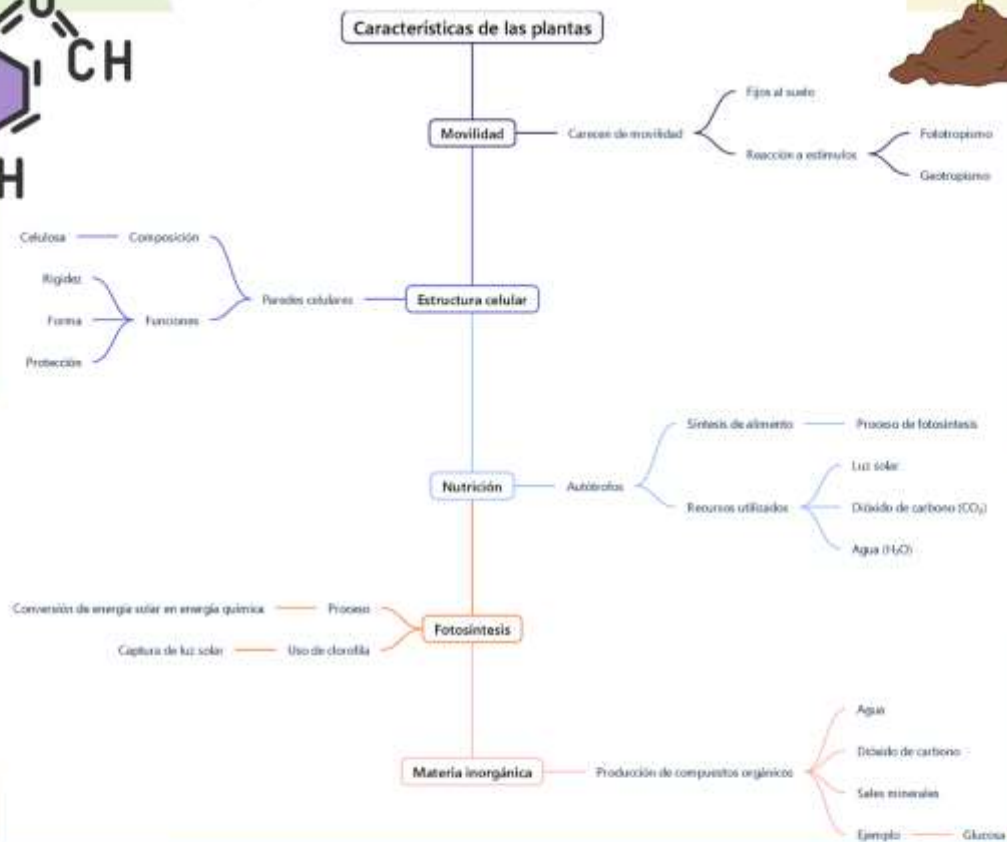 O
CH
H
Características de las plantas
Movilidad
Carecen de movilidad
Fijos al suelo
Reacción a estímulos
Fototropismo
Geotropismo
Estructura celular
Paredes celulares
Composición
Celulosa
Funciones
Rigidez
Forma
Protección
Nutrición
Autótrofos
Síntesis de alimento
Proceso de fotosíntesis
Recursos utilizados
Luz solar
Dióxido de carbono (CO₂)
Agua (H₂O)
Fotosíntesis
Proceso
Conversión de energía solar en energía química
Uso de clorofila
Captura de luz solar
Materia inorgánica
Producción de compuestos orgánicos
Agua
Dióxido de carbono
Sales minerales
Ejemplo
Glucosa